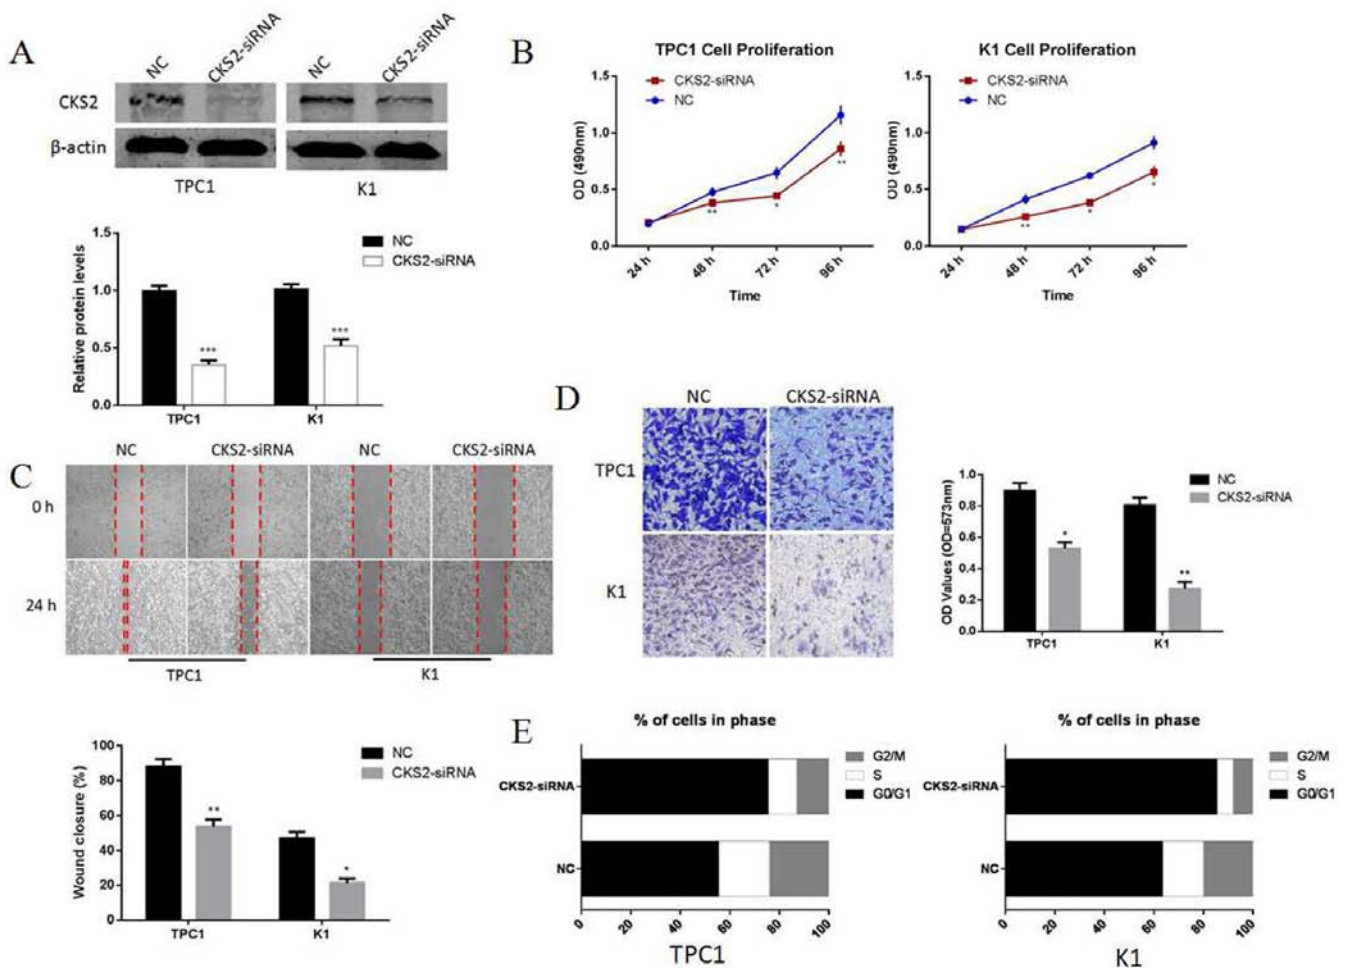 A
NC
CKS2-siRNA
NC
CKS2-siRNA
CKS2
β-actin
TPC1
K1
Relative protein levels
1.5
1.0
0.5
0.0
NC
CKS2-siRNA
***
***
TPC1
K1
B
TPC1 Cell Proliferation
OD (490nm)
1.5
1.0
0.5
0.0
CKS2-siRNA
NC
**
*
**
24 h
48 h
72 h
96 h
Time
K1 Cell Proliferation
OD (490nm)
1.5
1.0
0.5
0.0
CKS2-siRNA
NC
**
*
*
24 h
48 h
72 h
96 h
Time
C
NC
CKS2-siRNA
NC
CKS2-siRNA
0 h
24 h
TPC1
K1
Wound closure (%)
100
80
60
40
20
0
NC
CKS2-siRNA
**
*
TPC1
K1
D
NC
CKS2-siRNA
TPC1
K1
OD Values (OD=573nm)
1.0
0.8
0.6
0.4
0.2
0.0
NC
CKS2-siRNA
*
**
TPC1
K1
E
% of cells in phase
CKS2-siRNA
NC
G2/M
S
G0/G1
0
20
40
60
80
100
TPC1
% of cells in phase
CKS2-siRNA
NC
G2/M
S
G0/G1
0
20
40
60
80
100
K1